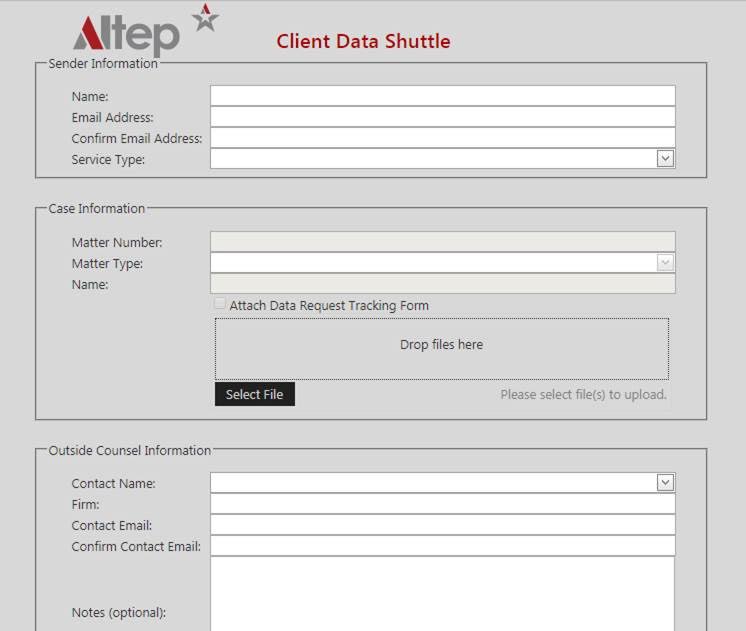 Altep
Client Data Shuttle
Sender Information
Name:
Email Address:
Confirm Email Address:
Service Type:
Case Information
Matter Number:
Matter Type:
Name:
Attach Data Request Tracking Form
Drop files here
Select File
Please select file(s) to upload.
Outside Counsel Information
Contact Name:
Firm:
Contact Email:
Confirm Contact Email:
Notes (optional):